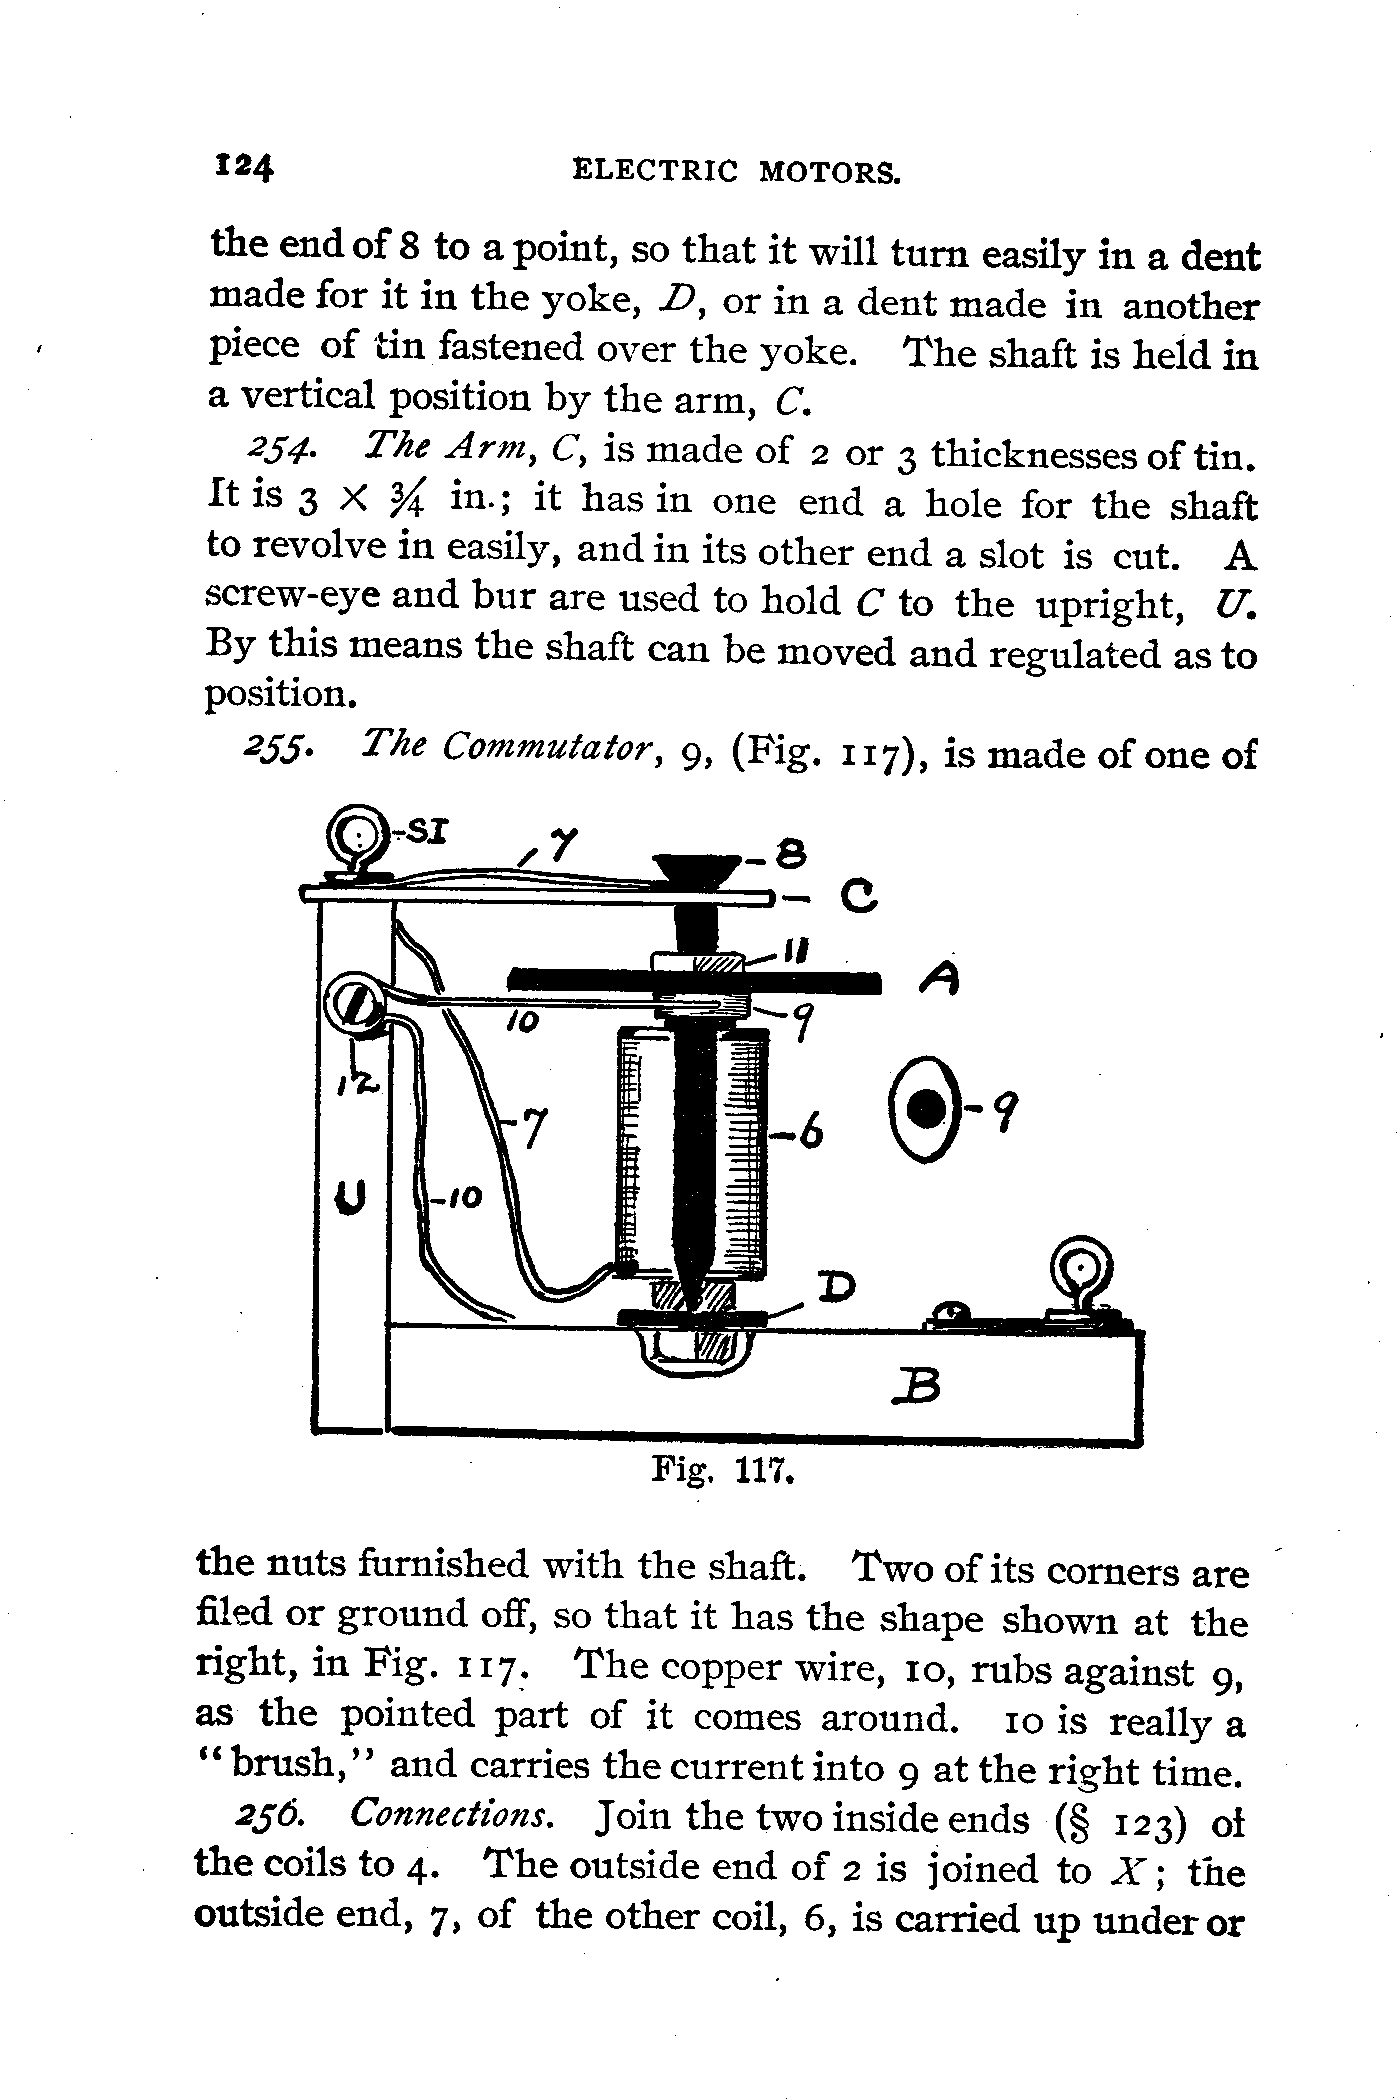 124 ELECTRIC MOTORS.
the end of 8 to a point, so that it will turn easily in a dent
made for it in the yoke, D, or in a dent made in another
piece of tin fastened over the yoke. The shaft is held in
a vertical position by the arm, C.
254. The Arm, C, is made of 2 or 3 thicknesses of tin.
It is 3 X ¾ in.; it has in one end a hole for the shaft
to revolve in easily, and in its other end a slot is cut. A
screw-eye and bur are used to hold C to the upright, U.
By this means the shaft can be moved and regulated as to
position.
255. The Commutator, 9, (Fig. 117), is made of one of
SI
7
8
C
11
A
10
9
12
7
6
9
U
10
D
B
Fig. 117.
the nuts furnished with the shaft. Two of its corners are
filed or ground off, so that it has the shape shown at the
right, in Fig. 117. The copper wire, 10, rubs against 9,
as the pointed part of it comes around. 10 is really a
"brush," and carries the current into 9 at the right time.
256. Connections. Join the two inside ends (§ 123) of
the coils to 4. The outside end of 2 is joined to X; the
outside end, 7, of the other coil, 6, is carried up under or